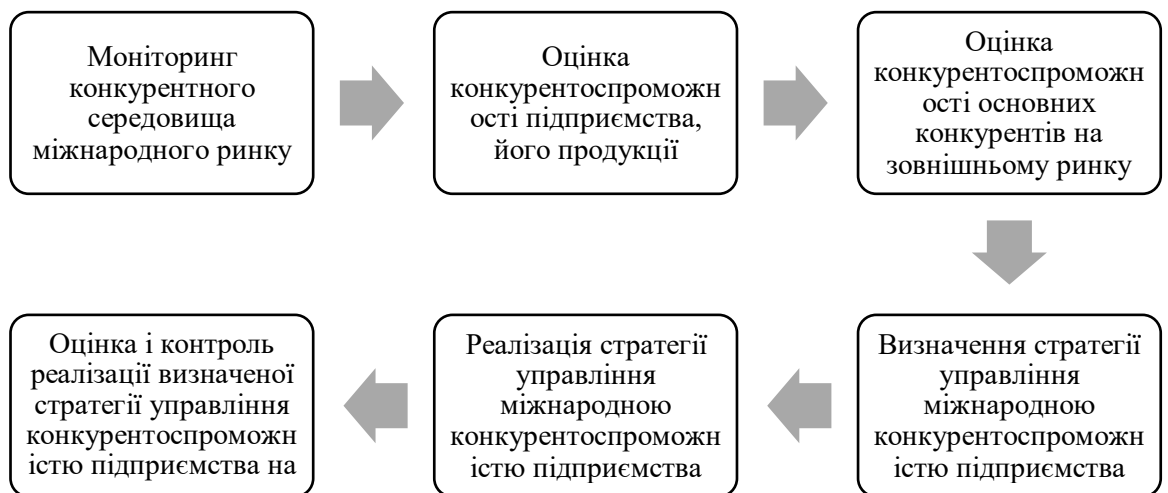 Моніторинг
конкурентного
середовища
міжнародного ринку
Оцінка
конкурентоспроможн
ості підприємства,
його продукції
Оцінка
конкурентоспроможн
ості основних
конкурентів на
зовнішньому ринку
Визначення стратегії
управління
міжнародною
конкурентоспроможн
істю підприємства
Реалізація стратегії
управління
міжнародною
конкурентоспроможн
істю підприємства
Оцінка і контроль
реалізації визначеної
стратегії управління
конкурентоспроможн
істю підприємства на